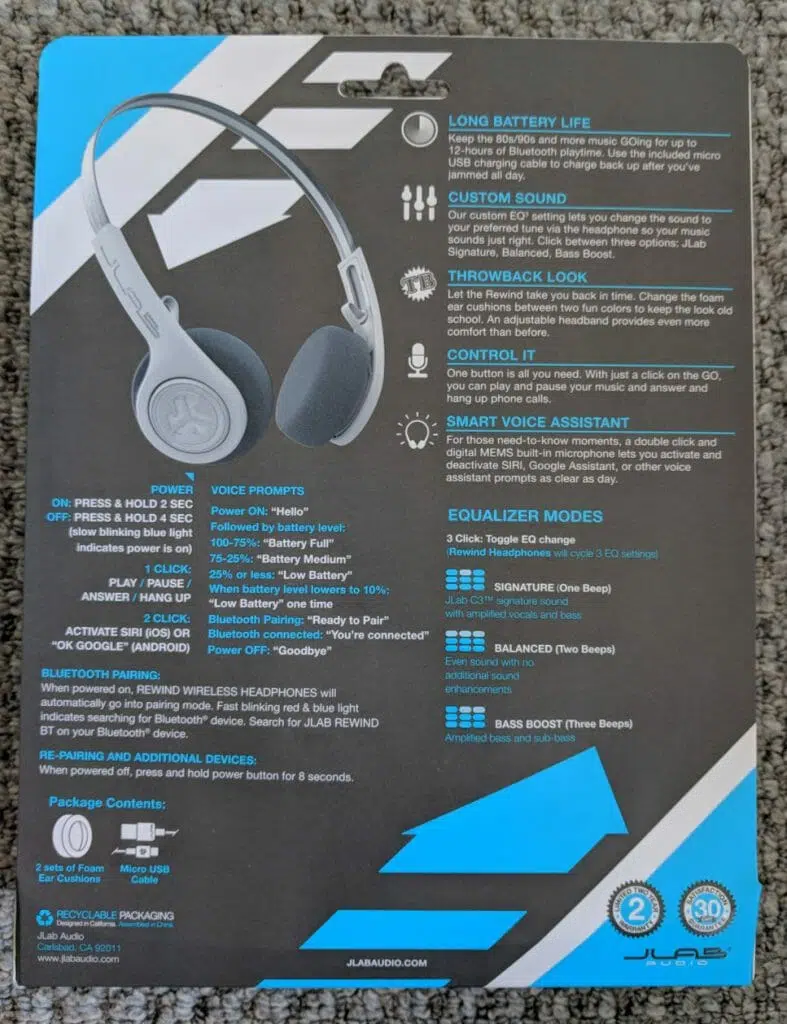 LONG BATTERY LIFE
Keep the 80s/90s and more music GOing for up to
12-hours of Bluetooth playtime. Use the included micro
USB charging cable to charge back up after you've
jammed all day.
CUSTOM SOUND
Our custom EQ³ setting lets you change the sound to
your preferred tune via the headphone so your music
sounds just right. Click between three options: JLab
Signature, Balanced, Bass Boost.
TB
THROWBACK LOOK
Let the Rewind take you back in time. Change the foam
ear cushions between two fun colors to keep the look old
school. An adjustable headband provides even more
comfort than before.
CONTROL IT
One button is all you need. With just a click on the GO,
you can play and pause your music and answer and
hang up phone calls.
SMART VOICE ASSISTANT
For those need-to-know moments, a double click and
digital MEMS built-in microphone lets you activate and
deactivate SIRI, Google Assistant, or other voice
assistant prompts as clear as day.
JLAB
POWER
ON: PRESS & HOLD 2 SEC
OFF: PRESS & HOLD 4 SEC
(slow blinking blue light
indicates power is on)
1 CLICK:
PLAY / PAUSE /
ANSWER / HANG UP
2 CLICK:
ACTIVATE SIRI (iOS) OR
"OK GOOGLE" (ANDROID)
VOICE PROMPTS
Power ON: "Hello"
Followed by battery level:
100-75%: "Battery Full"
75-25%: "Battery Medium"
25% or less: "Low Battery"
When battery level lowers to 10%:
"Low Battery" one time
Bluetooth Pairing: "Ready to Pair"
Bluetooth connected: "You're connected"
Power OFF: "Goodbye"
EQUALIZER MODES
3 Click: Toggle EQ change
(Rewind Headphones will cycle 3 EQ settings)
SIGNATURE (One Beep)
JLab C3™ signature sound
with amplified vocals and bass
BALANCED (Two Beeps)
Even sound with no
additional sound
enhancements
BASS BOOST (Three Beeps)
Amplified bass and sub-bass
BLUETOOTH PAIRING:
When powered on, REWIND WIRELESS HEADPHONES will
automatically go into pairing mode. Fast blinking red & blue light
indicates searching for Bluetooth® device. Search for JLAB REWIND
BT on your Bluetooth® device.
RE-PAIRING AND ADDITIONAL DEVICES:
When powered off, press and hold power button for 8 seconds.
Package Contents:
2 sets of Foam
Ear Cushions
Micro USB
Cable
RECYCLABLE PACKAGING
Designed in California. Assembled in China.
JLab Audio
Carlsbad, CA 92011
www.jlabaudio.com
JLABAUDIO.COM
LIMITED TWO YEAR
2
WARRANTY
SATISFACTION
30
GUARANTEE
JLAB®
AUDIO